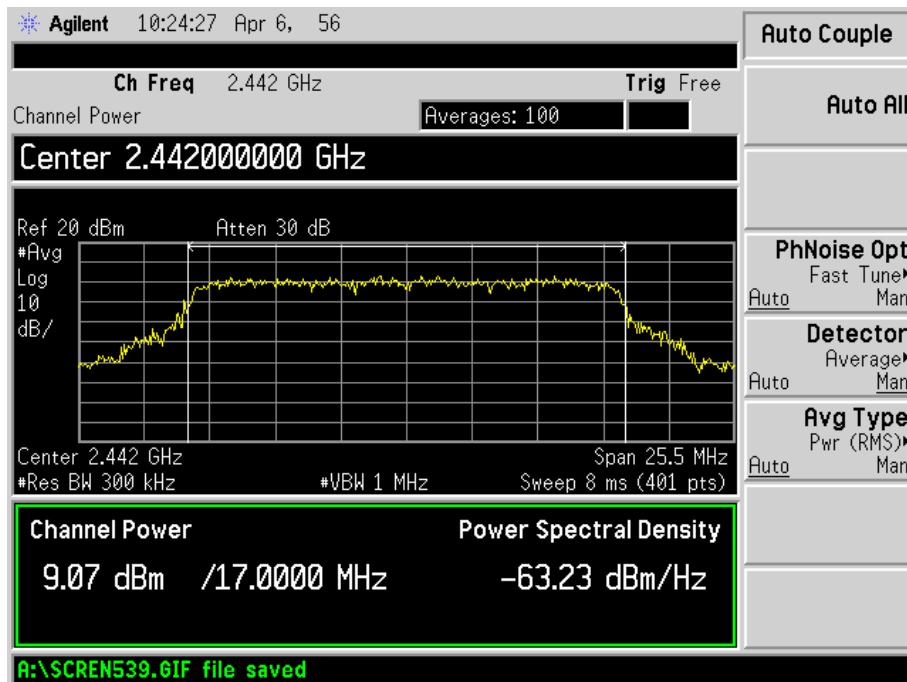 Agilent 10:24:27 Apr 6, 56
Ch Freq 2.442 GHz Trig Free
Channel Power Averages: 100
Center 2.442000000 GHz
Ref 20 dBm Atten 30 dB
#Avg
Log
10
dB/
Center 2.442 GHz Span 25.5 MHz
#Res BW 300 kHz #VBW 1 MHz Sweep 8 ms (401 pts)
Channel Power Power Spectral Density
9.07 dBm /17.0000 MHz -63.23 dBm/Hz
A:\SCREN539.GIF file saved
Auto Couple
Auto All
PhNoise Opt
Fast Tune
Auto Man
Detector
Average
Auto Man
Avg Type
Pwr (RMS)
Auto Man